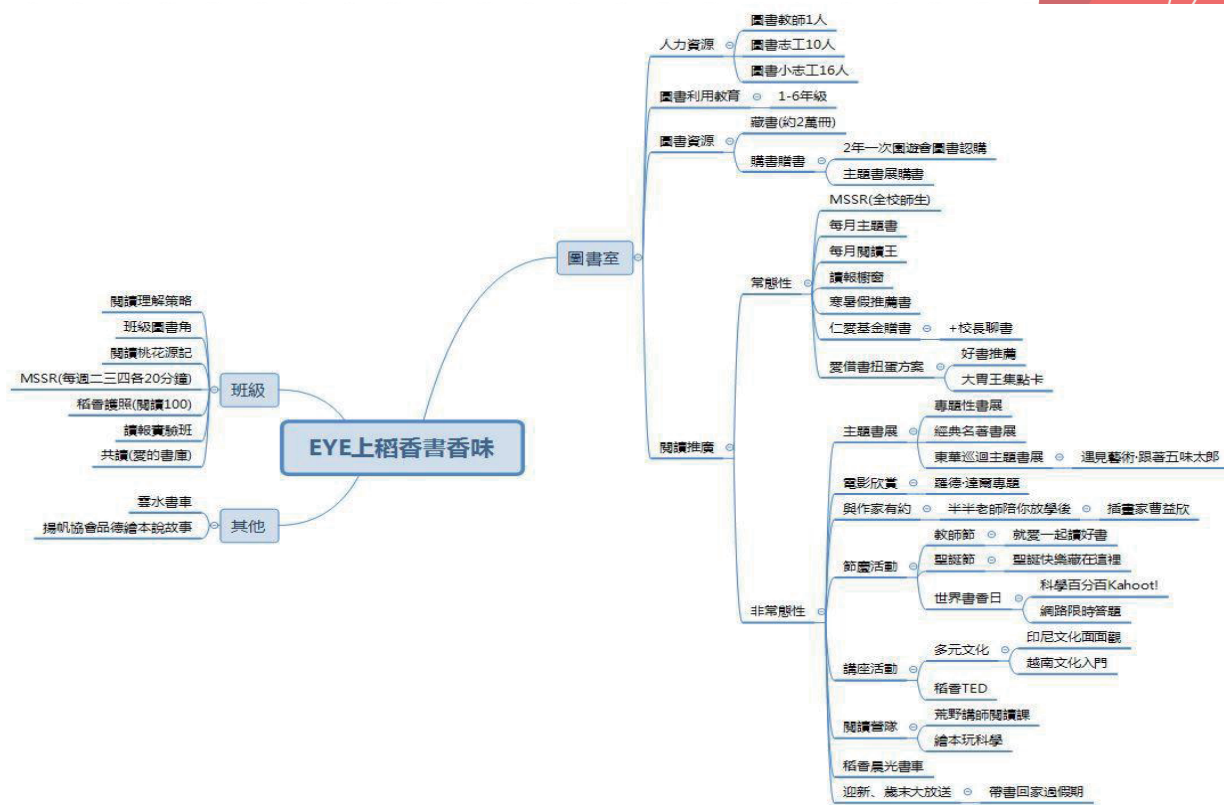 EYE上稻香書香味
圖書室
人力資源
圖書教師1人
圖書志工10人
圖書小志工16人
圖書利用教育
1-6年級
圖書資源
藏書(約2萬冊)
購書贈書
2年一次園遊會圖書認購
主題書展購書
閱讀推廣
常態性
MSSR(全校師生)
每月主題書
每月閱讀王
讀報櫥窗
寒暑假推薦書
仁愛基金贈書
+校長聊書
愛借書扭蛋方案
好書推薦
大胃王集點卡
非常態性
主題書展
專題性書展
經典名著書展
東華巡迴主題書展
遇見藝術·跟著五味太郎
電影欣賞
羅德·達爾專題
與作家有約
半半老師陪你放學後
插畫家曹益欣
節慶活動
教師節
就愛一起讀好書
聖誕節
聖誕快樂藏在這裡
世界書香日
科學百分百Kahoot!
網路限時答題
講座活動
多元文化
印尼文化面面觀
越南文化入門
稻香TED
閱讀營隊
荒野講師閱讀課
繪本玩科學
稻香晨光書車
迎新、歲末大放送
帶書回家過假期
班級
閱讀理解策略
班級圖書角
閱讀桃花源記
MSSR(每週二三四各20分鐘)
稻香護照(閱讀100)
讀報實驗班
共讀(愛的書庫)
其他
雲水書車
揚帆協會品德繪本說故事